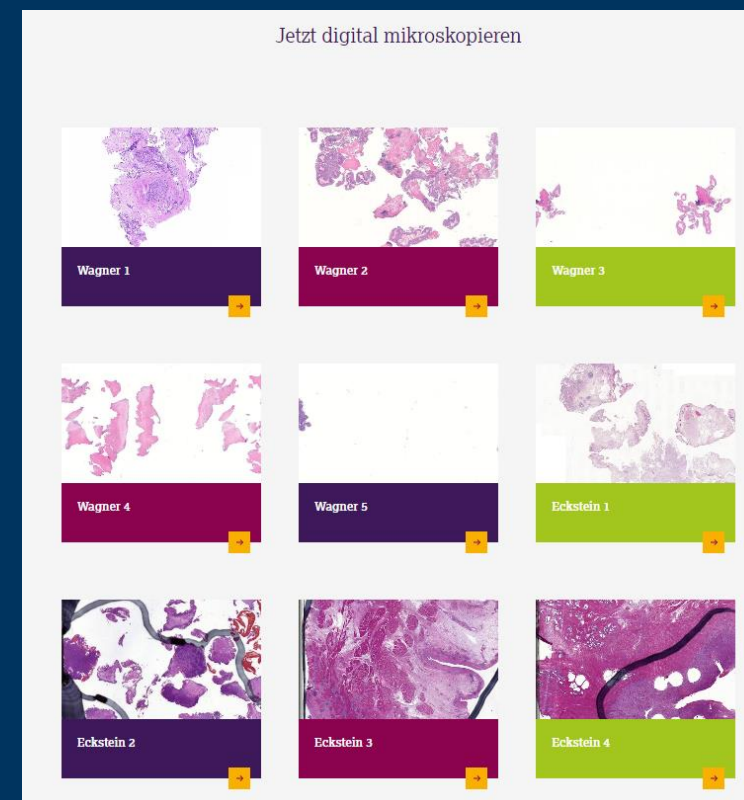 Jetzt digital mikroskopieren
Wagner 1
Wagner 2
Wagner 3
Wagner 4
Wagner 5
Eckstein 1
Eckstein 2
Eckstein 3
Eckstein 4